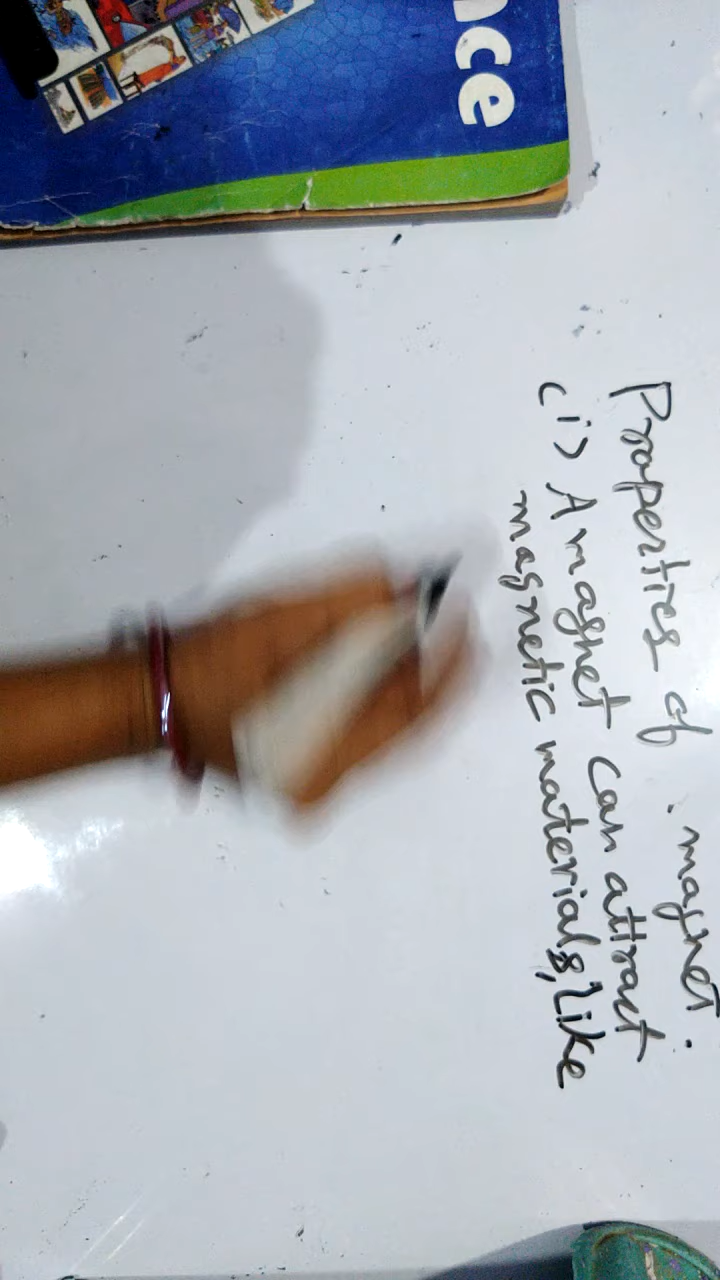 nce
Properties of magnet.
(i) A magnet can attract
magnetic materials, like